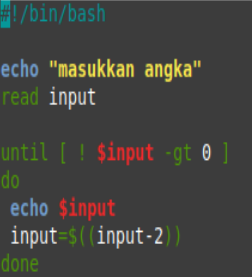 #!/bin/bash
echo "masukkan angka"
read input
until [ ! $input -gt 0 ]
do
echo $input
input=$((input-2))
done